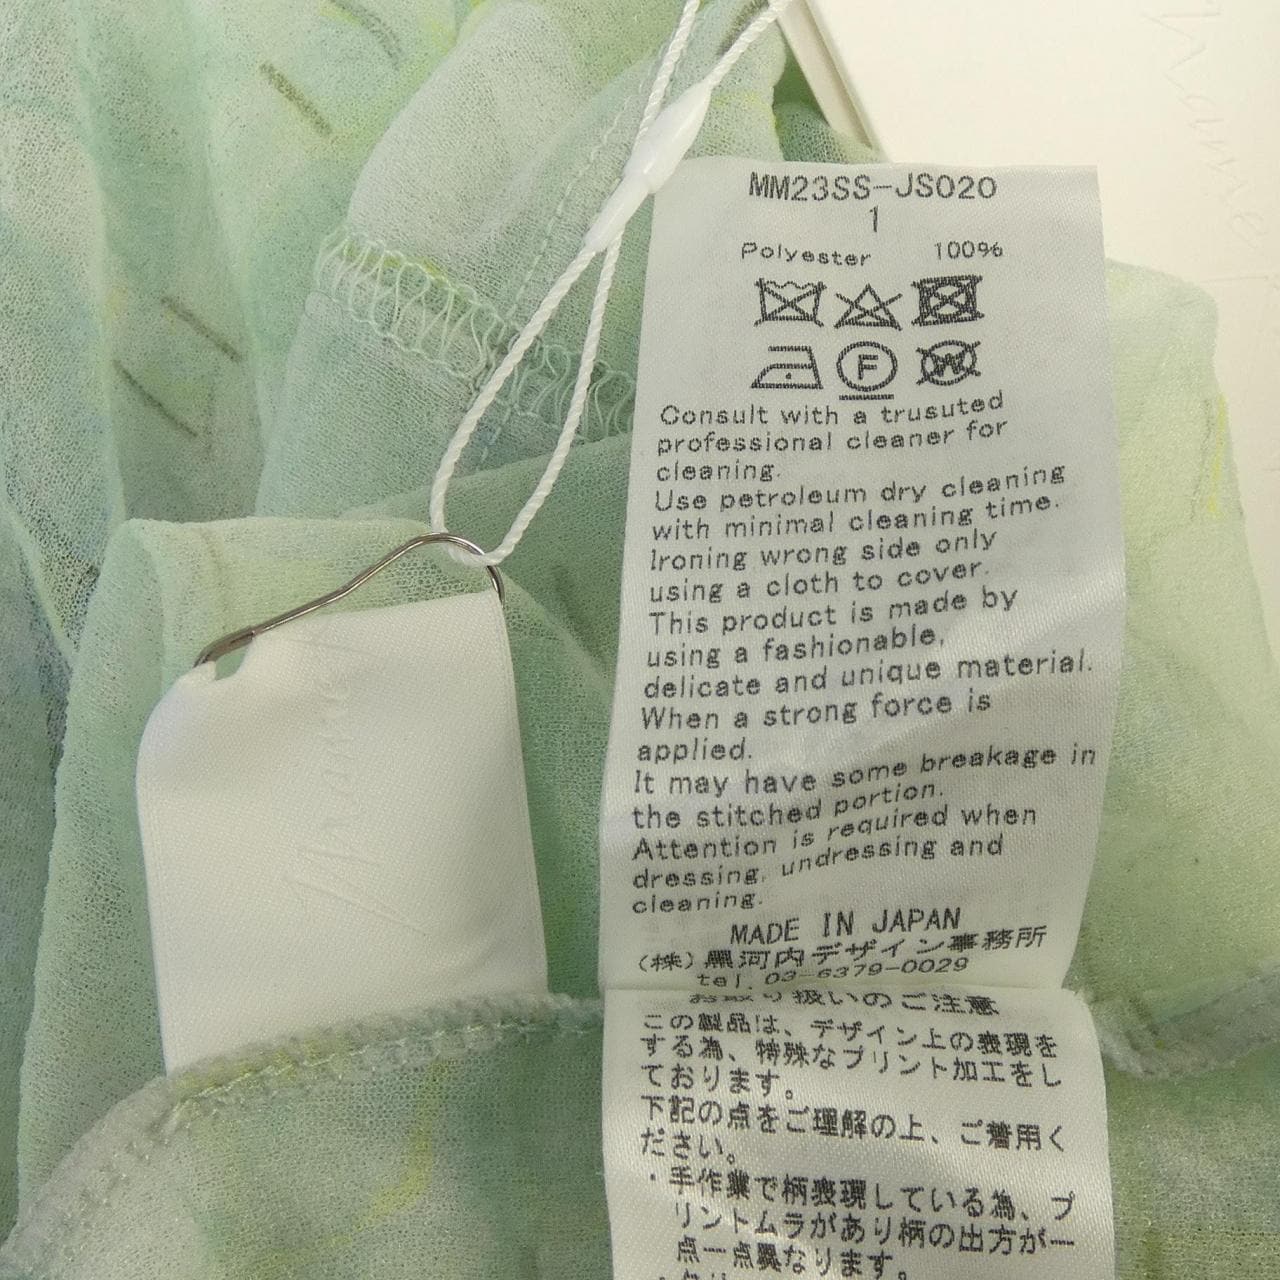 MM23SS-JS020
1
Polyester 100%
F
W
Consult with a trusuted
professional cleaner for
cleaning.
Use petroleum dry cleaning
with minimal cleaning time.
Ironing wrong side only
using a cloth to cover.
This product is made by
using a fashionable,
delicate and unique material.
When a strong force is
applied.
It may have some breakage in
the stitched portion.
Attention is required when
dressing, undressing and
cleaning.
MADE IN JAPAN
(株)黒河内デザイン事務所
tel. 03-6379-0029
お取り扱いのご注意
この製品は、デザイン上の表現を
する為、特殊なプリント加工をし
ております。
下記の点をご理解の上、ご着用く
ださい。
・手作業で柄表現している為、プ
リントムラがあり柄の出方が一
点一点異なります。